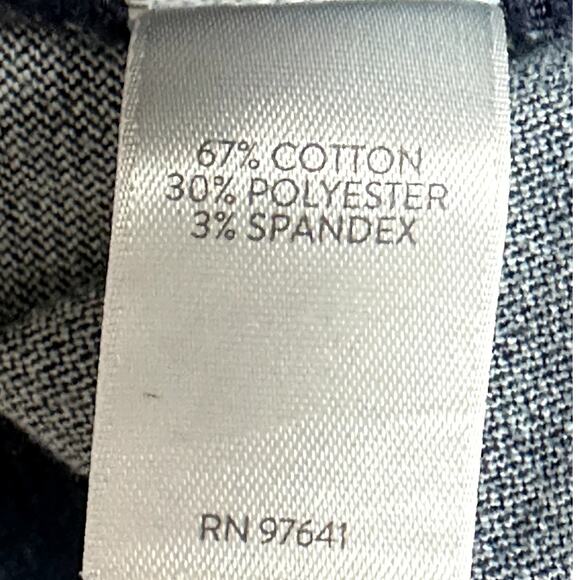 67% COTTON
30% POLYESTER
3% SPANDEX
RN 97641